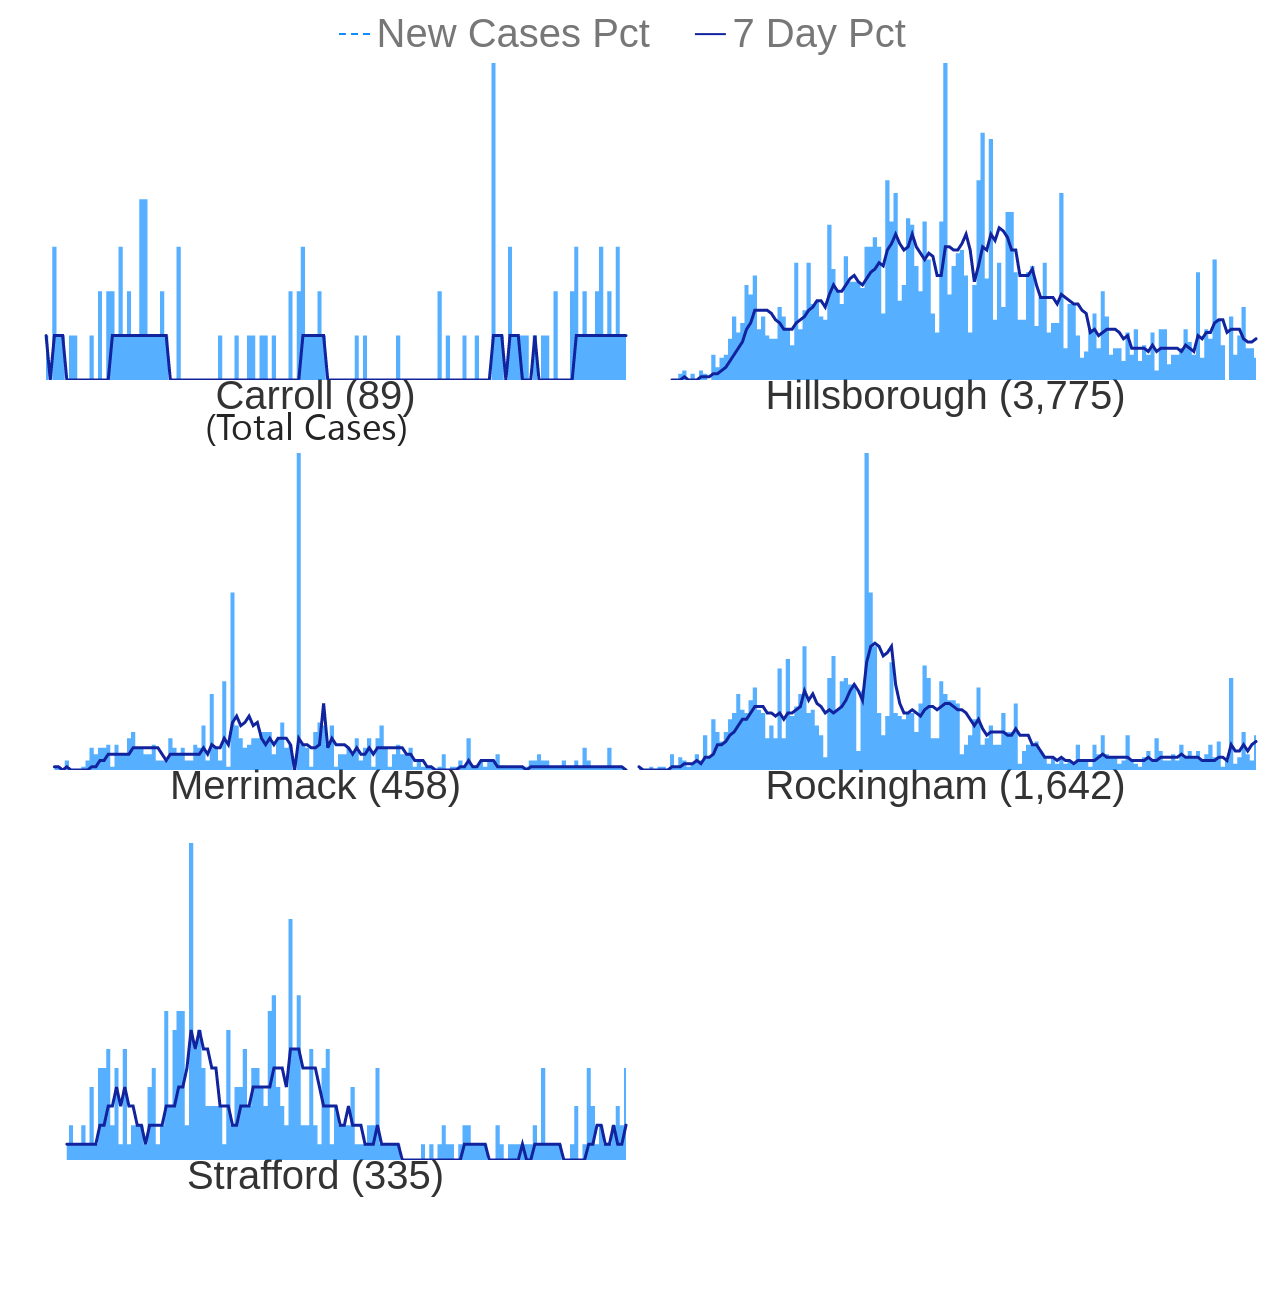 New Cases Pct 7 Day Pct
Carroll (89) Hillsborough (3,775)
(Total Cases)
Merrimack (458) Rockingham (1,642)
Strafford (335)